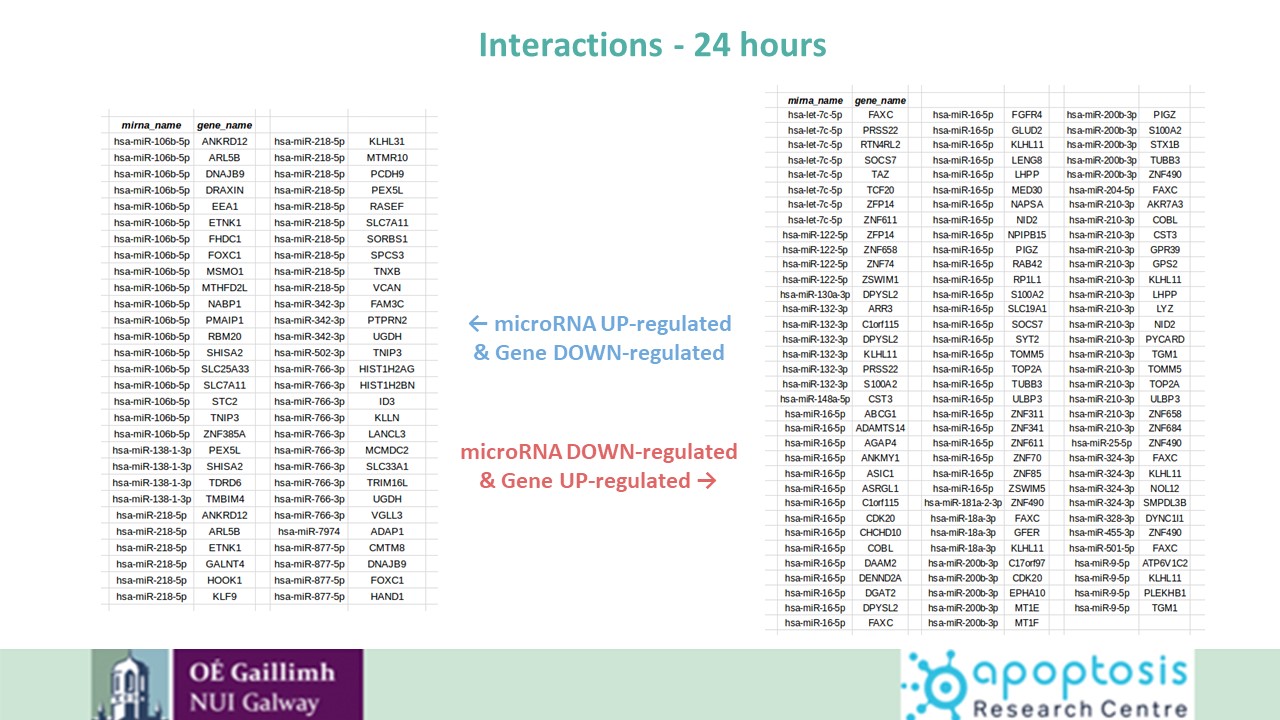 Interactions - 24 hours
mirna_name gene_name
hsa-miR-106b-5p ANKRD12 hsa-miR-218-5p KLHL31
hsa-miR-106b-5p ARL5B hsa-miR-218-5p MTMR10
hsa-miR-106b-5p DNAJB9 hsa-miR-218-5p PCDH9
hsa-miR-106b-5p DRAXIN hsa-miR-218-5p PEX5L
hsa-miR-106b-5p EEA1 hsa-miR-218-5p RASEF
hsa-miR-106b-5p ETNK1 hsa-miR-218-5p SLC7A11
hsa-miR-106b-5p FHDC1 hsa-miR-218-5p SORBS1
hsa-miR-106b-5p FOXC1 hsa-miR-218-5p SPCS3
hsa-miR-106b-5p MSMO1 hsa-miR-218-5p TNXB
hsa-miR-106b-5p MTHFD2L hsa-miR-218-5p VCAN
hsa-miR-106b-5p NABP1 hsa-miR-342-3p FAM3C
hsa-miR-106b-5p PMAIP1 hsa-miR-342-3p PTPRN2
hsa-miR-106b-5p RBM20 hsa-miR-342-3p UGDH
hsa-miR-106b-5p SHISA2 hsa-miR-502-3p TNIP3
hsa-miR-106b-5p SLC25A33 hsa-miR-766-3p HIST1H2AG
hsa-miR-106b-5p SLC7A11 hsa-miR-766-3p HIST1H2BN
hsa-miR-106b-5p STC2 hsa-miR-766-3p ID3
hsa-miR-106b-5p TNIP3 hsa-miR-766-3p KLLN
hsa-miR-106b-5p ZNF385A hsa-miR-766-3p LANCL3
hsa-miR-138-1-3p PEX5L hsa-miR-766-3p MCMDC2
hsa-miR-138-1-3p SHISA2 hsa-miR-766-3p SLC33A1
hsa-miR-138-1-3p TDRD6 hsa-miR-766-3p TRIM16L
hsa-miR-138-1-3p TMBIM4 hsa-miR-766-3p UGDH
hsa-miR-218-5p ANKRD12 hsa-miR-766-3p VGLL3
hsa-miR-218-5p ARL5B hsa-miR-7974 ADAP1
hsa-miR-218-5p ETNK1 hsa-miR-877-5p CMTM8
hsa-miR-218-5p GALNT4 hsa-miR-877-5p DNAJB9
hsa-miR-218-5p HOOK1 hsa-miR-877-5p FOXC1
hsa-miR-218-5p KLF9 hsa-miR-877-5p HAND1
← microRNA UP-regulated
& Gene DOWN-regulated
microRNA DOWN-regulated
& Gene UP-regulated →
mirna_name gene_name
hsa-let-7c-5p FAXC hsa-miR-16-5p FGFR4 hsa-miR-200b-3p PIGZ
hsa-let-7c-5p PRSS22 hsa-miR-16-5p GLUD2 hsa-miR-200b-3p S100A2
hsa-let-7c-5p RTN4RL2 hsa-miR-16-5p KLHL11 hsa-miR-200b-3p STX1B
hsa-let-7c-5p SOCS7 hsa-miR-16-5p LENG8 hsa-miR-200b-3p TUBB3
hsa-let-7c-5p TAZ hsa-miR-16-5p LHPP hsa-miR-200b-3p ZNF490
hsa-let-7c-5p TCF20 hsa-miR-16-5p MED30 hsa-miR-204-5p FAXC
hsa-let-7c-5p ZFP14 hsa-miR-16-5p NAPSA hsa-miR-210-3p AKR7A3
hsa-let-7c-5p ZNF611 hsa-miR-16-5p NID2 hsa-miR-210-3p COBL
hsa-miR-122-5p ZFP14 hsa-miR-16-5p NPIPB15 hsa-miR-210-3p CST3
hsa-miR-122-5p ZNF658 hsa-miR-16-5p PIGZ hsa-miR-210-3p GPR39
hsa-miR-122-5p ZNF74 hsa-miR-16-5p RAB42 hsa-miR-210-3p GPS2
hsa-miR-122-5p ZSWIM1 hsa-miR-16-5p RP1L1 hsa-miR-210-3p KLHL11
hsa-miR-130a-3p DPYSL2 hsa-miR-16-5p S100A2 hsa-miR-210-3p LHPP
hsa-miR-132-3p ARR3 hsa-miR-16-5p SLC19A1 hsa-miR-210-3p LYZ
hsa-miR-132-3p C1orf115 hsa-miR-16-5p SOCS7 hsa-miR-210-3p NID2
hsa-miR-132-3p DPYSL2 hsa-miR-16-5p SYT2 hsa-miR-210-3p PYCARD
hsa-miR-132-3p KLHL11 hsa-miR-16-5p TOMM5 hsa-miR-210-3p TGM1
hsa-miR-132-3p PRSS22 hsa-miR-16-5p TOP2A hsa-miR-210-3p TOMM5
hsa-miR-132-3p S100A2 hsa-miR-16-5p TUBB3 hsa-miR-210-3p TOP2A
hsa-miR-148a-5p CST3 hsa-miR-16-5p ULBP3 hsa-miR-210-3p ULBP3
hsa-miR-16-5p ABCG1 hsa-miR-16-5p ZNF311 hsa-miR-210-3p ZNF658
hsa-miR-16-5p ADAMTS14 hsa-miR-16-5p ZNF341 hsa-miR-210-3p ZNF684
hsa-miR-16-5p AGAP4 hsa-miR-16-5p ZNF611 hsa-miR-25-5p ZNF490
hsa-miR-16-5p ANKMY1 hsa-miR-16-5p ZNF70 hsa-miR-324-3p FAXC
hsa-miR-16-5p ASIC1 hsa-miR-16-5p ZNF85 hsa-miR-324-3p KLHL11
hsa-miR-16-5p ASRGL1 hsa-miR-16-5p ZSWIM5 hsa-miR-324-3p NOL12
hsa-miR-16-5p C1orf115 hsa-miR-181a-2-3p ZNF490 hsa-miR-324-3p SMPDL3B
hsa-miR-16-5p CDK20 hsa-miR-18a-3p FAXC hsa-miR-328-3p DYNC1I1
hsa-miR-16-5p CHCHD10 hsa-miR-18a-3p GFER hsa-miR-455-3p ZNF490
hsa-miR-16-5p COBL hsa-miR-18a-3p KLHL11 hsa-miR-501-5p FAXC
hsa-miR-16-5p DAAM2 hsa-miR-200b-3p C17orf97 hsa-miR-9-5p ATP6V1C2
hsa-miR-16-5p DENND2A hsa-miR-200b-3p CDK20 hsa-miR-9-5p KLHL11
hsa-miR-16-5p DGAT2 hsa-miR-200b-3p EPHA10 hsa-miR-9-5p PLEKHB1
hsa-miR-16-5p DPYSL2 hsa-miR-200b-3p MT1E hsa-miR-9-5p TGM1
hsa-miR-16-5p FAXC hsa-miR-200b-3p MT1F
OÉ Gaillimh
NUI Galway
apoptosis
Research Centre